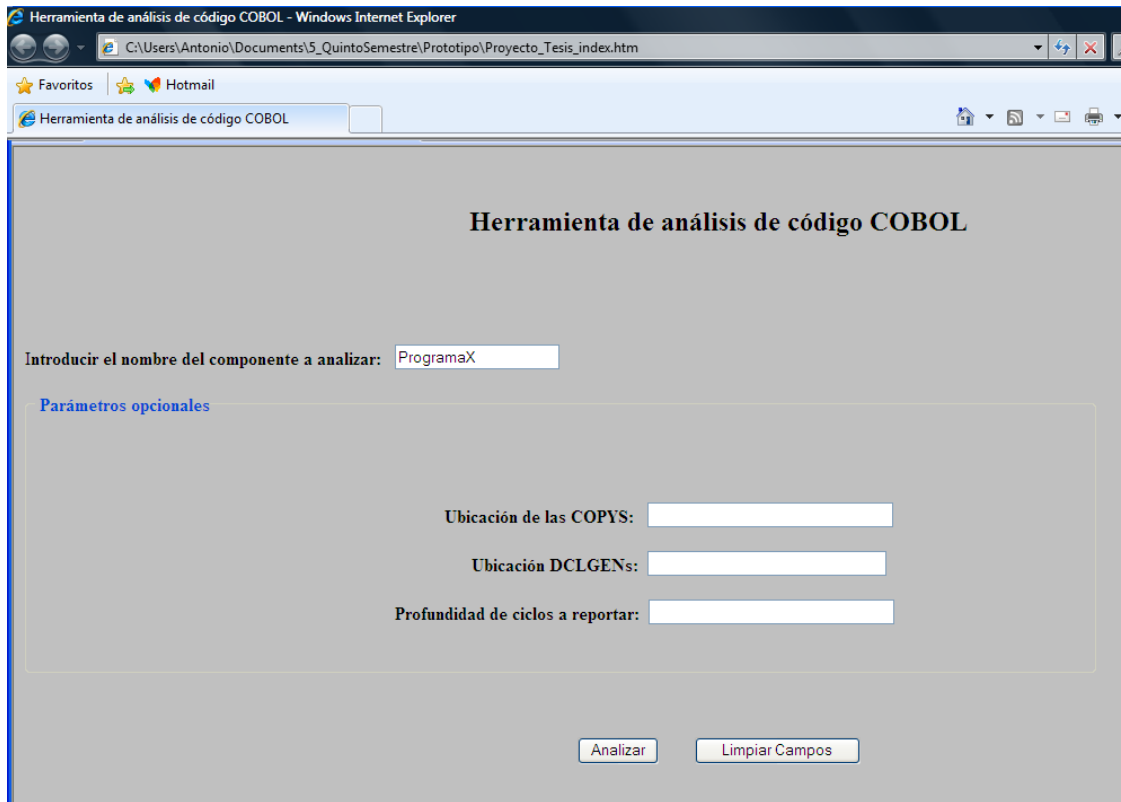 Herramienta de análisis de código COBOL - Windows Internet Explorer
C:\Users\Antonio\Documents\5_QuintoSemestre\Prototipo\Proyecto_Tesis_index.htm
Favoritos Hotmail
Herramienta de análisis de código COBOL
Herramienta de análisis de código COBOL
Introducir el nombre del componente a analizar: ProgramaX
Parámetros opcionales
Ubicación de las COPYS:
Ubicación DCLGENs:
Profundidad de ciclos a reportar:
Analizar Limpiar Campos